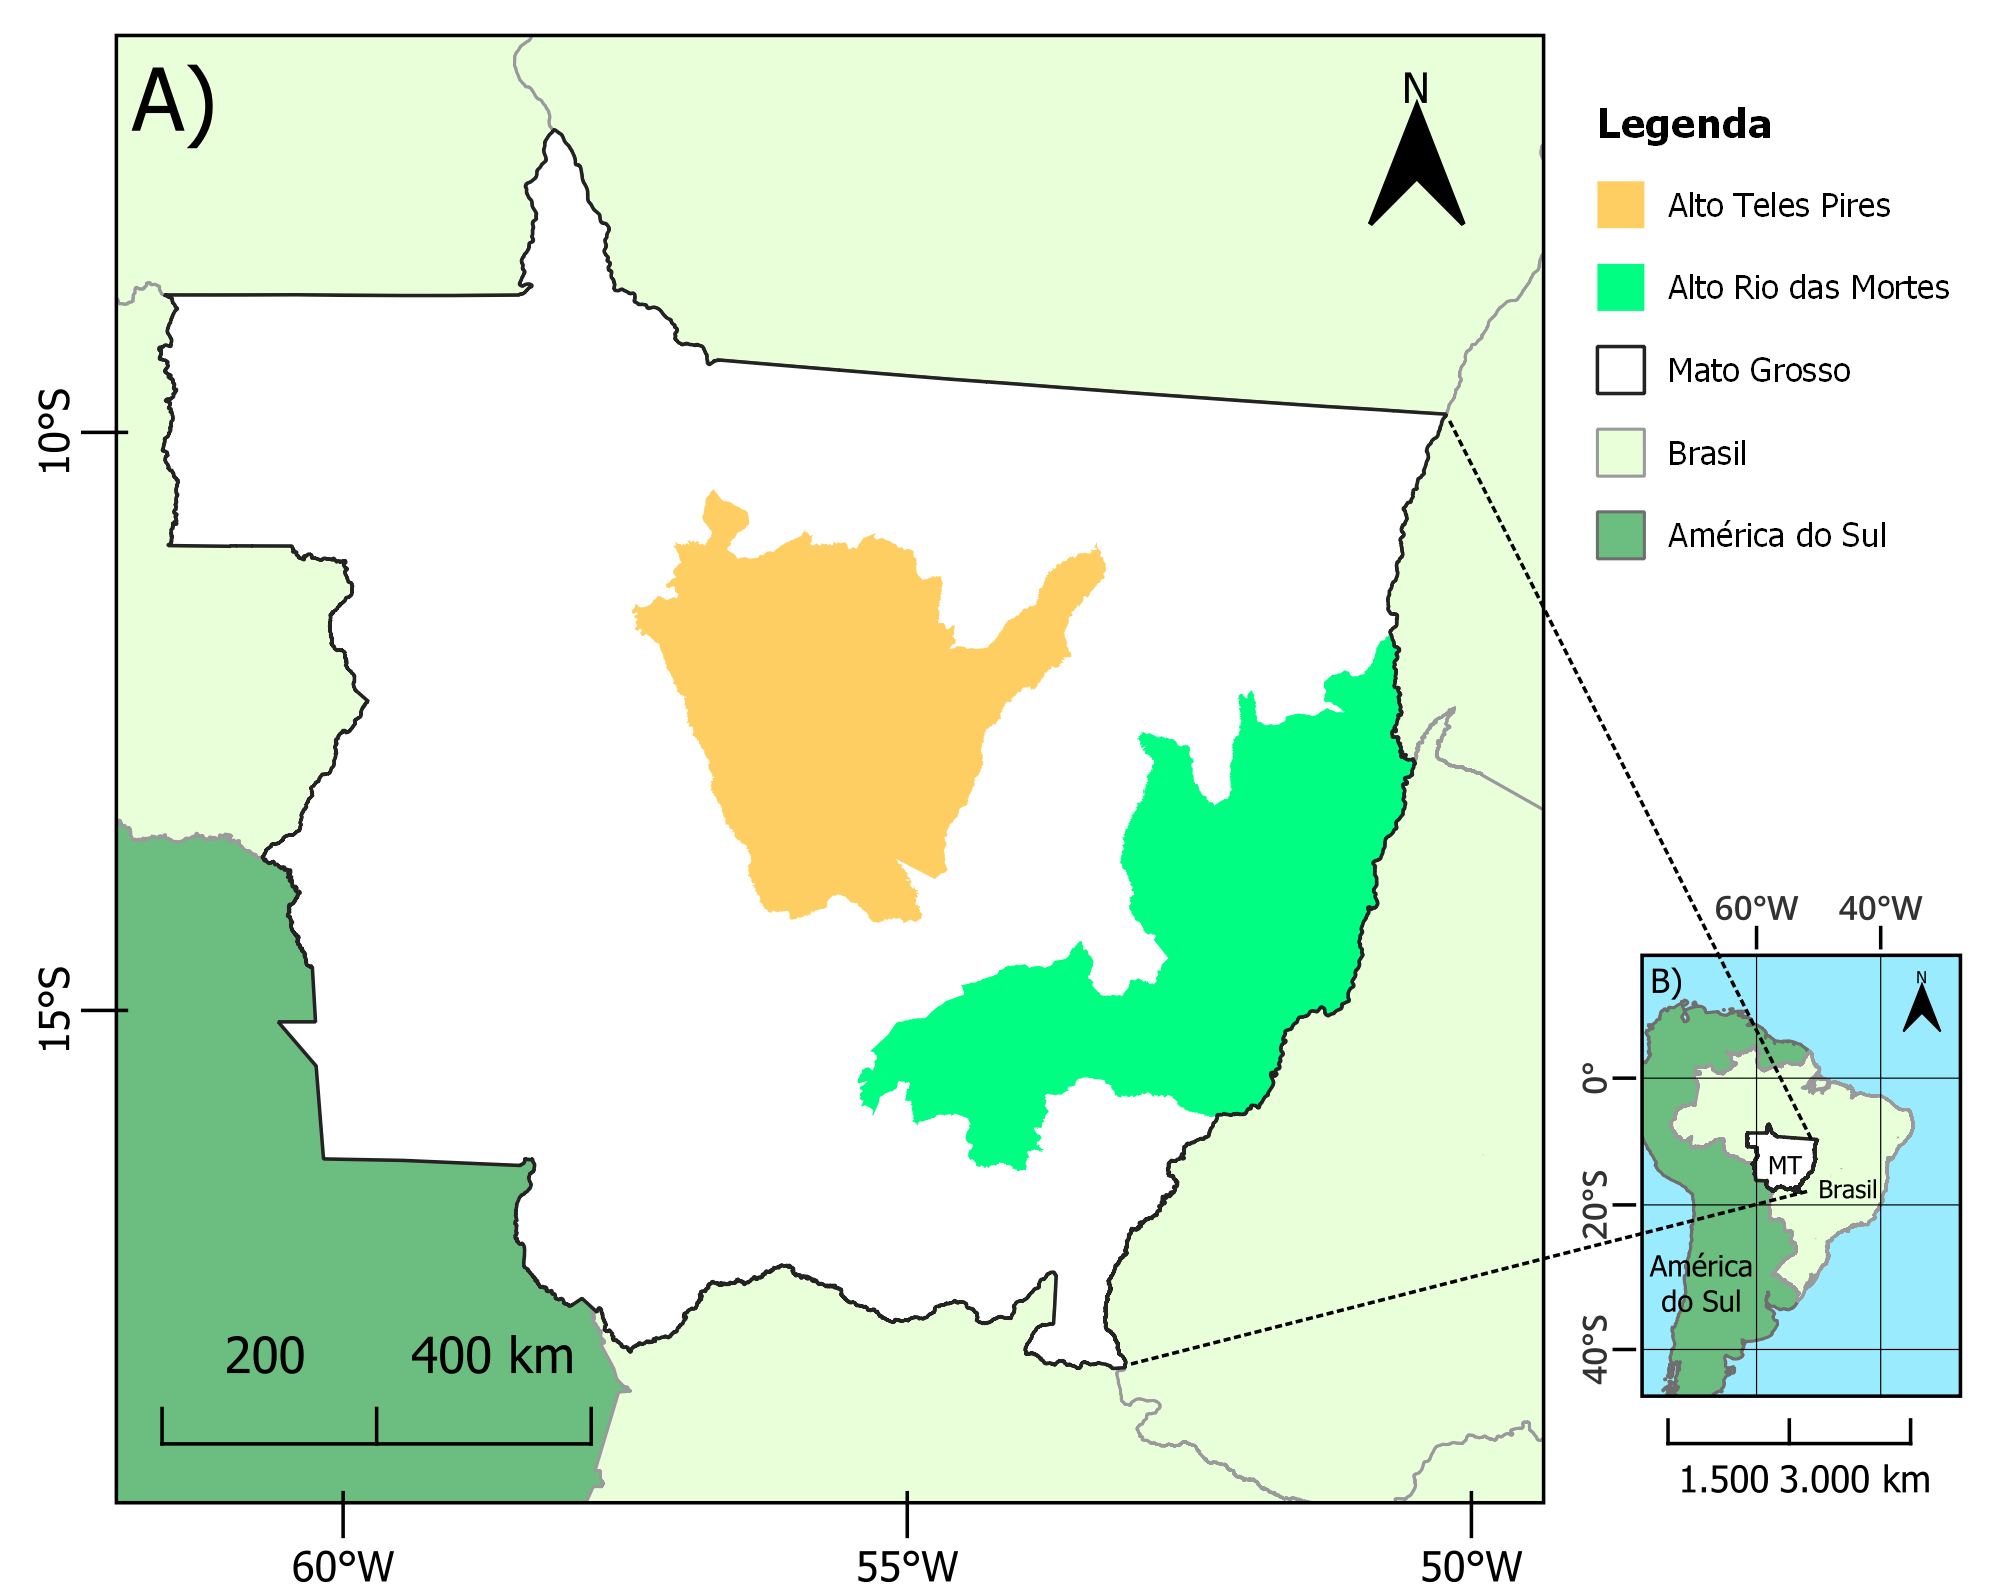 A)
N
10°S
15°S
200 400 km
60°W 55°W 50°W
Legenda
Alto Teles Pires
Alto Rio das Mortes
Mato Grosso
Brasil
América do Sul
60°W 40°W
B)
N
0°
20°S
40°S
MT
Brasil
América
do Sul
1.500 3.000 km